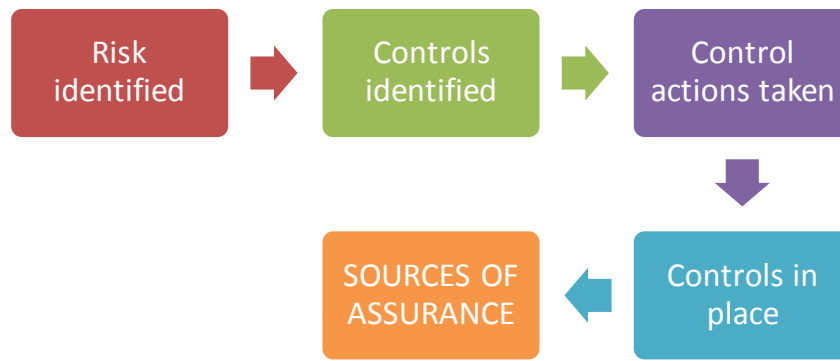 Risk
identified
Controls
identified
Control
actions taken
Controls in
place
SOURCES OF
ASSURANCE